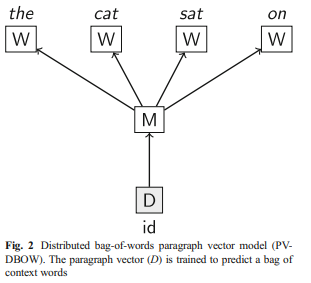 the cat sat on
W W W W
M
D
id
Fig. 2 Distributed bag-of-words paragraph vector model (PV-
DBOW). The paragraph vector (D) is trained to predict a bag of
context words